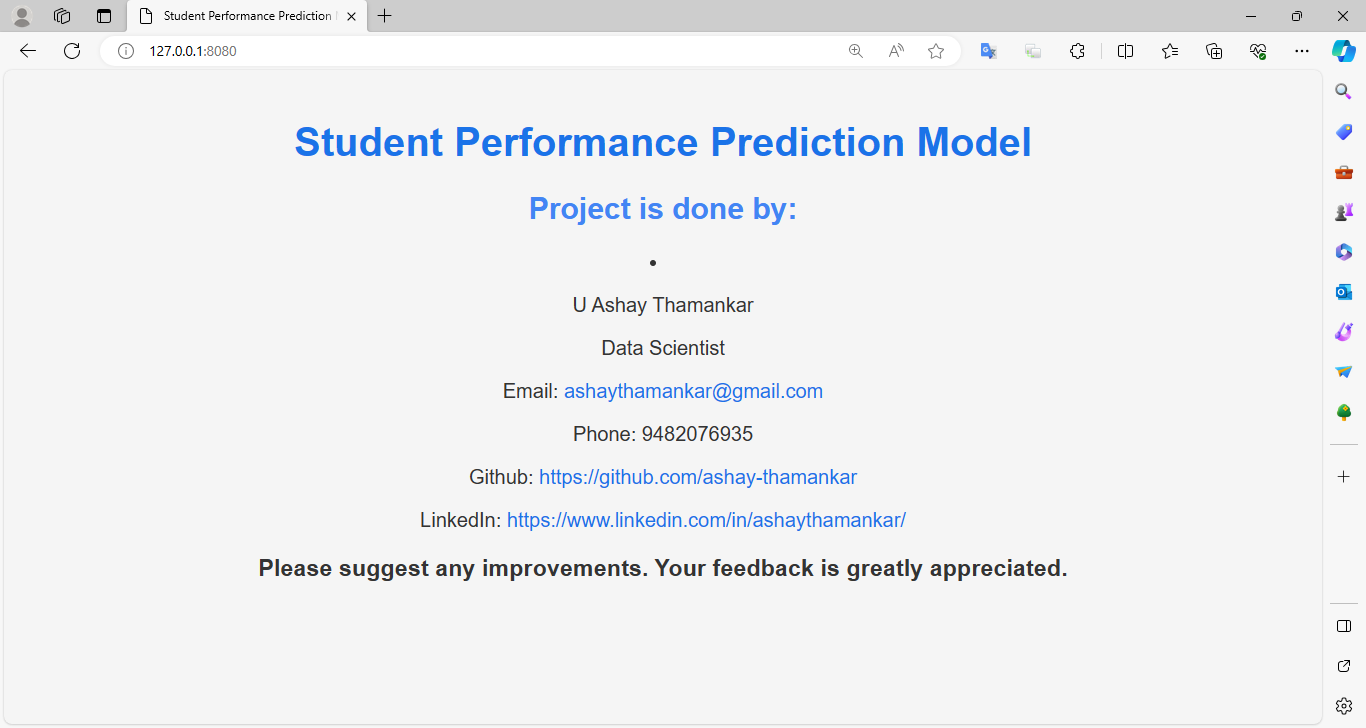 Student Performance Prediction
127.0.0.1:8080
Student Performance Prediction Model
Project is done by:
•
U Ashay Thamankar
Data Scientist
Email: ashaythamankar@gmail.com
Phone: 9482076935
Github: https://github.com/ashay-thamankar
LinkedIn: https://www.linkedin.com/in/ashaythamankar/
Please suggest any improvements. Your feedback is greatly appreciated.